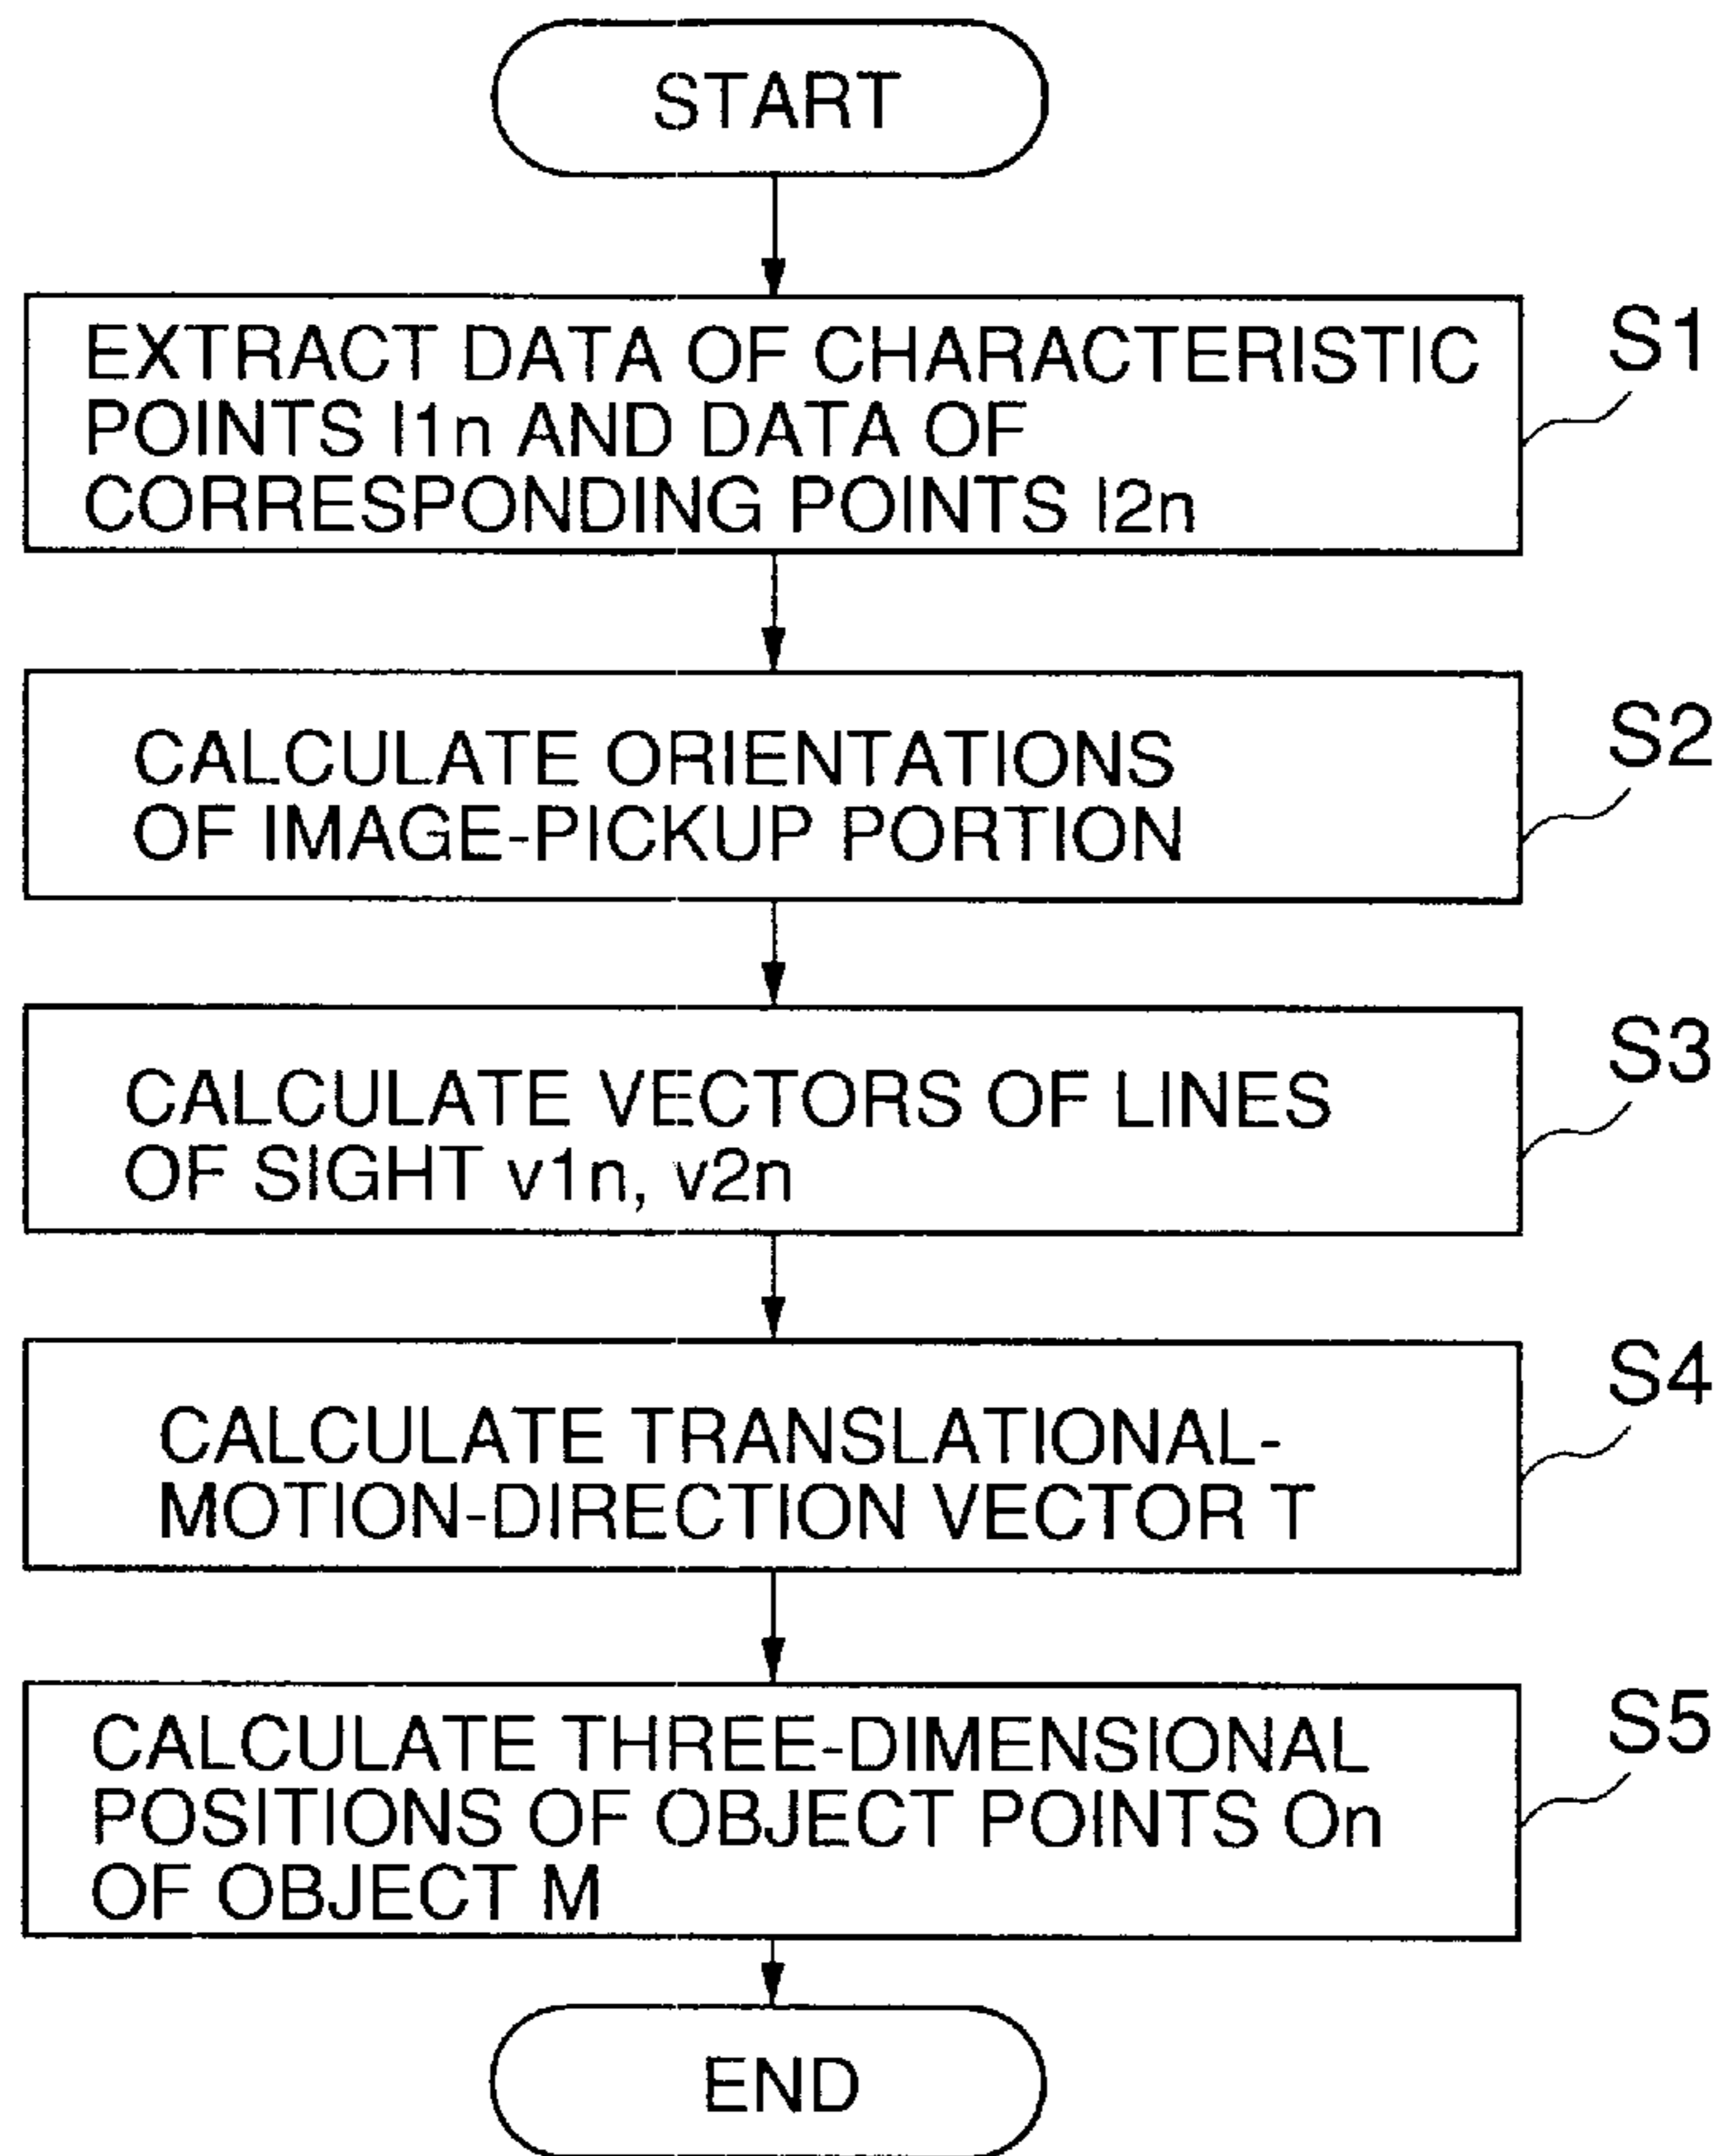 START
EXTRACT DATA OF CHARACTERISTIC
POINTS I1n AND DATA OF
CORRESPONDING POINTS I2n
S1
CALCULATE ORIENTATIONS
OF IMAGE-PICKUP PORTION
S2
CALCULATE VECTORS OF LINES
OF SIGHT v1n, v2n
S3
CALCULATE TRANSLATIONAL-
MOTION-DIRECTION VECTOR T
S4
CALCULATE THREE-DIMENSIONAL
POSITIONS OF OBJECT POINTS On
OF OBJECT M
S5
END